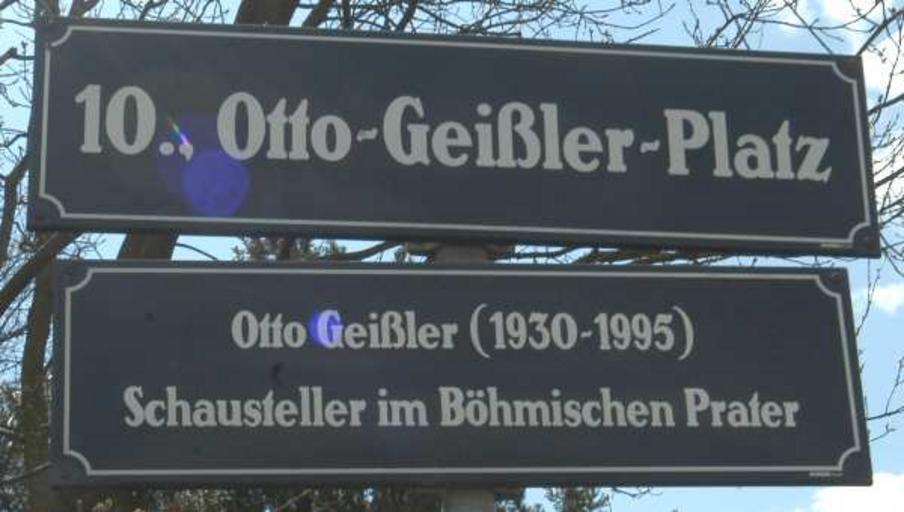 10., Otto-Geißler-Platz
Otto Geißler (1930-1995)
Schausteller im Böhmischen Prater